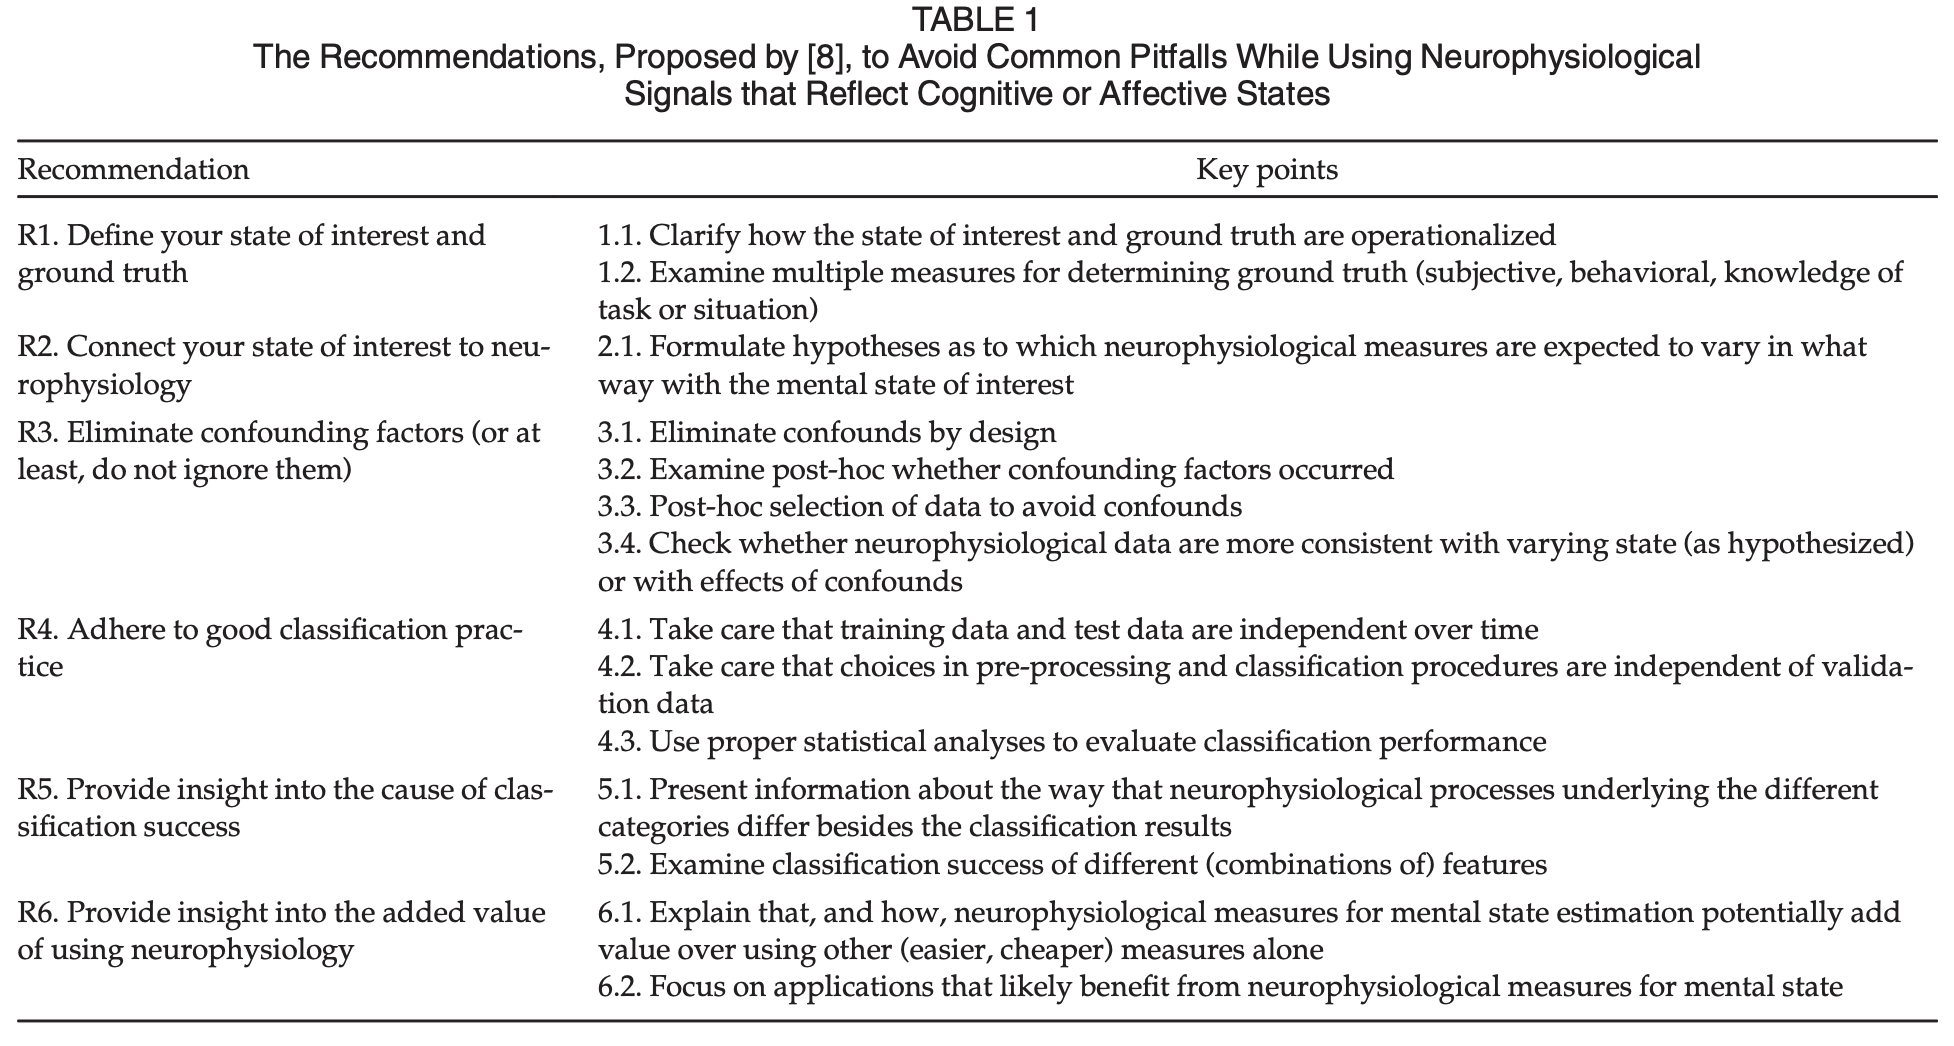 TABLE 1
The Recommendations, Proposed by [8], to Avoid Common Pitfalls While Using Neurophysiological
Signals that Reflect Cognitive or Affective States
Recommendation
Key points
R1. Define your state of interest and
ground truth
1.1. Clarify how the state of interest and ground truth are operationalized
1.2. Examine multiple measures for determining ground truth (subjective, behavioral, knowledge of
task or situation)
R2. Connect your state of interest to neu-
rophysiology
2.1. Formulate hypotheses as to which neurophysiological measures are expected to vary in what
way with the mental state of interest
R3. Eliminate confounding factors (or at
least, do not ignore them)
3.1. Eliminate confounds by design
3.2. Examine post-hoc whether confounding factors occurred
3.3. Post-hoc selection of data to avoid confounds
3.4. Check whether neurophysiological data are more consistent with varying state (as hypothesized)
or with effects of confounds
R4. Adhere to good classification prac-
tice
4.1. Take care that training data and test data are independent over time
4.2. Take care that choices in pre-processing and classification procedures are independent of valida-
tion data
4.3. Use proper statistical analyses to evaluate classification performance
R5. Provide insight into the cause of clas-
sification success
5.1. Present information about the way that neurophysiological processes underlying the different
categories differ besides the classification results
5.2. Examine classification success of different (combinations of) features
R6. Provide insight into the added value
of using neurophysiology
6.1. Explain that, and how, neurophysiological measures for mental state estimation potentially add
value over using other (easier, cheaper) measures alone
6.2. Focus on applications that likely benefit from neurophysiological measures for mental state